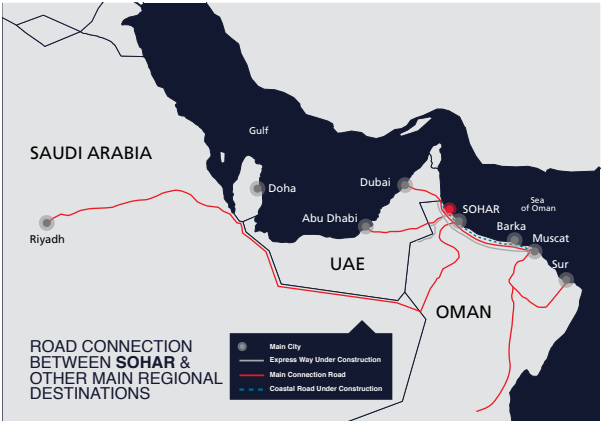 Gulf
SAUDI ARABIA
Doha
Dubai
Sea
of Oman
SOHAR
Abu Dhabi
Barka
Muscat
Riyadh
UAE
Sur
OMAN
ROAD CONNECTION
BETWEEN SOHAR &
OTHER MAIN REGIONAL
DESTINATIONS
Main City
Express Way Under Construction
Main Connection Road
Coastal Road Under Construction